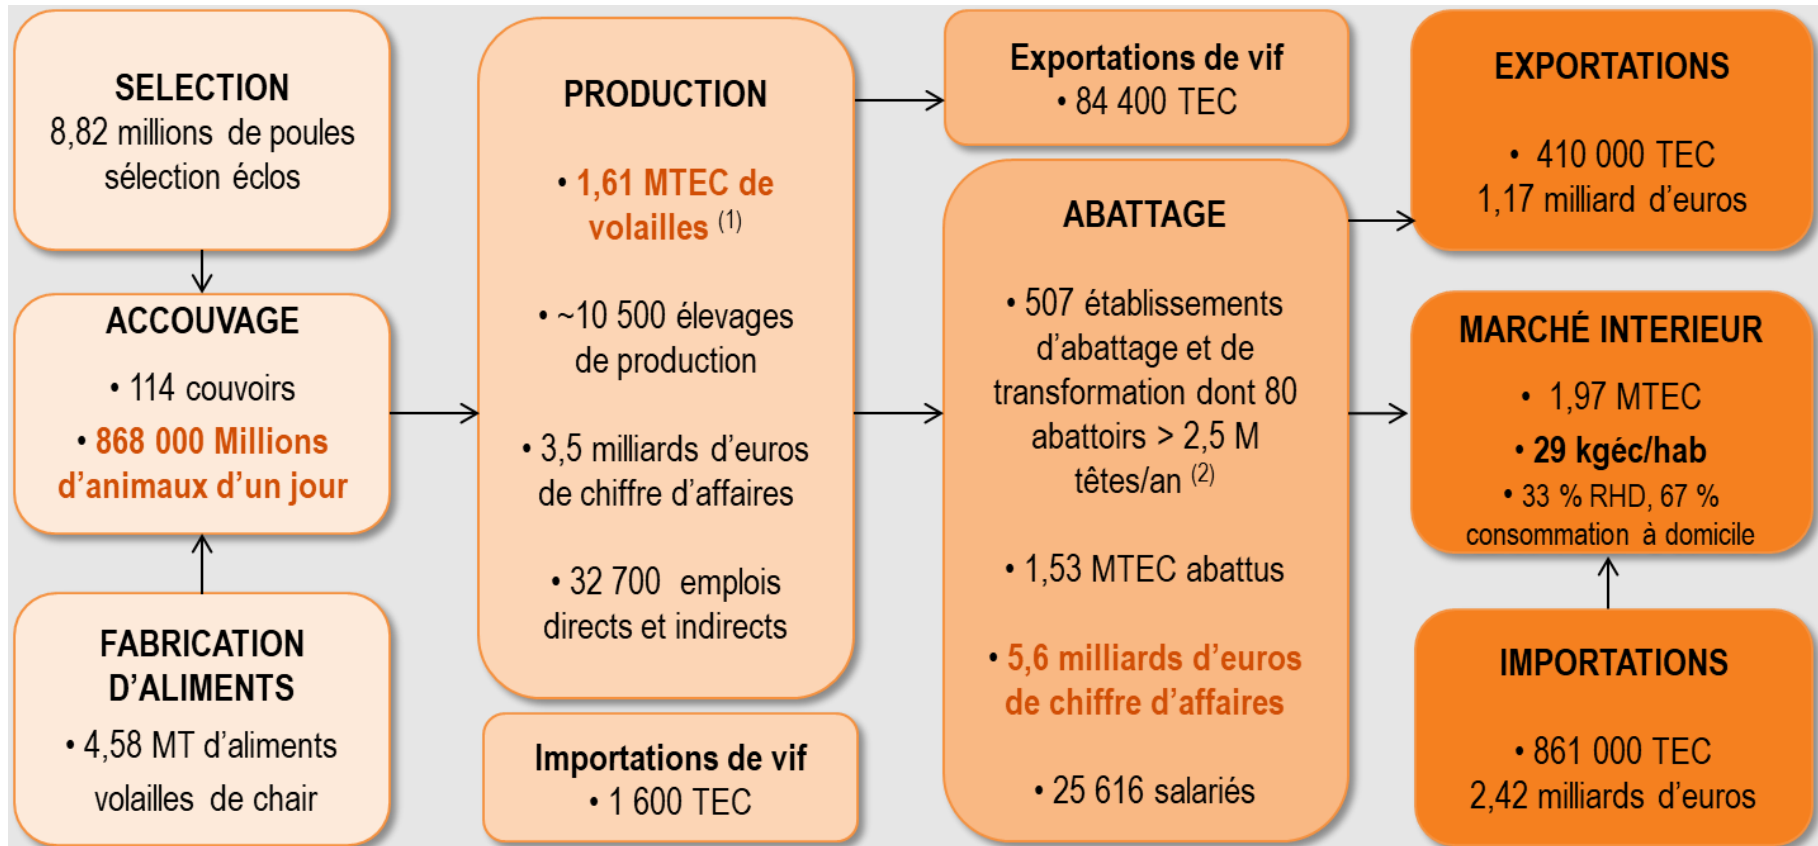 SELECTION
8,82 millions de poules
sélection éclos
ACCOUVAGE
• 114 couvoirs
• 868 000 Millions
d’animaux d’un jour
FABRICATION
D’ALIMENTS
• 4,58 MT d’aliments
volailles de chair
PRODUCTION
• 1,61 MTEC de
volailles (1)
• ~10 500 élevages
de production
• 3,5 milliards d’euros
de chiffre d’affaires
• 32 700 emplois
directs et indirects
Importations de vif
• 1 600 TEC
Exportations de vif
• 84 400 TEC
ABATTAGE
• 507 établissements
d’abattage et de
transformation dont 80
abattoirs > 2,5 M
têtes/an (2)
• 1,53 MTEC abattus
• 5,6 milliards d’euros
de chiffre d’affaires
• 25 616 salariés
EXPORTATIONS
• 410 000 TEC
1,17 milliard d’euros
MARCHÉ INTERIEUR
• 1,97 MTEC
• 29 kgéc/hab
• 33 % RHD, 67 %
consommation à domicile
IMPORTATIONS
• 861 000 TEC
2,42 milliards d’euros